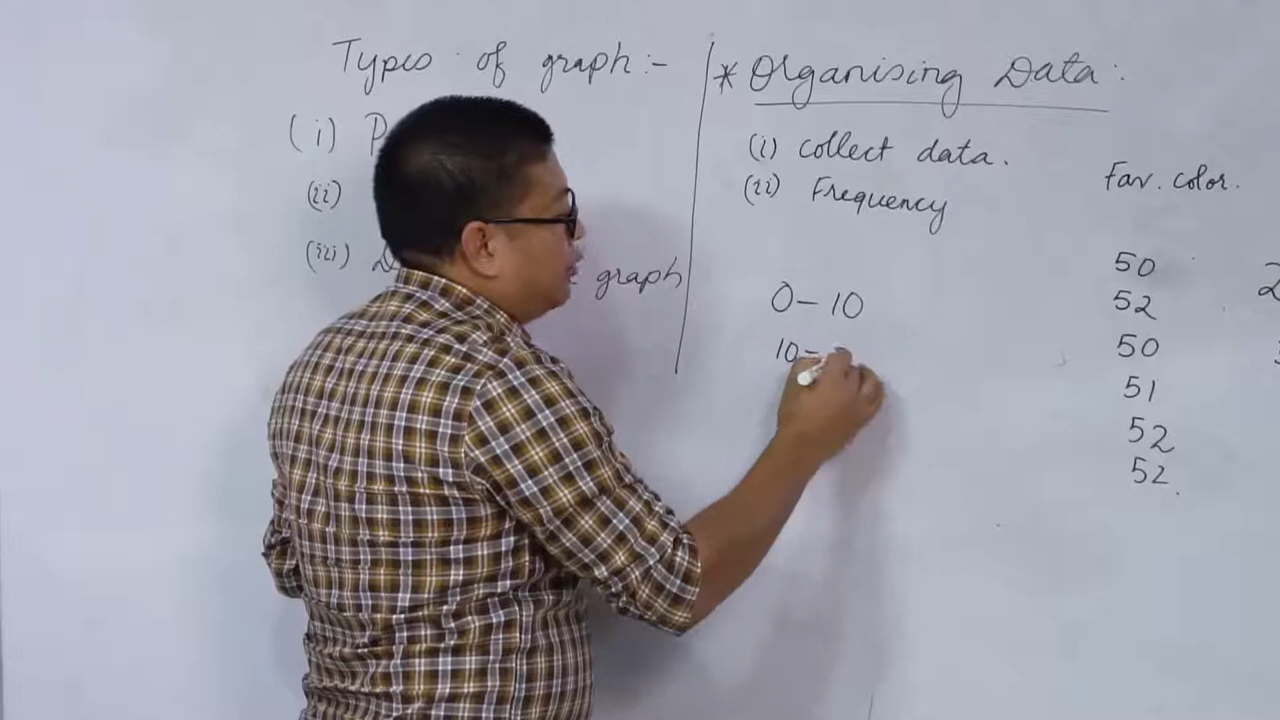 Types of graph :-
(i)
(ii)
(iii) graph
* Organising Data :
(i) collect data.
(ii) Frequency
0 – 10
10 –
Fav. color.
50
52
50
51
52
52